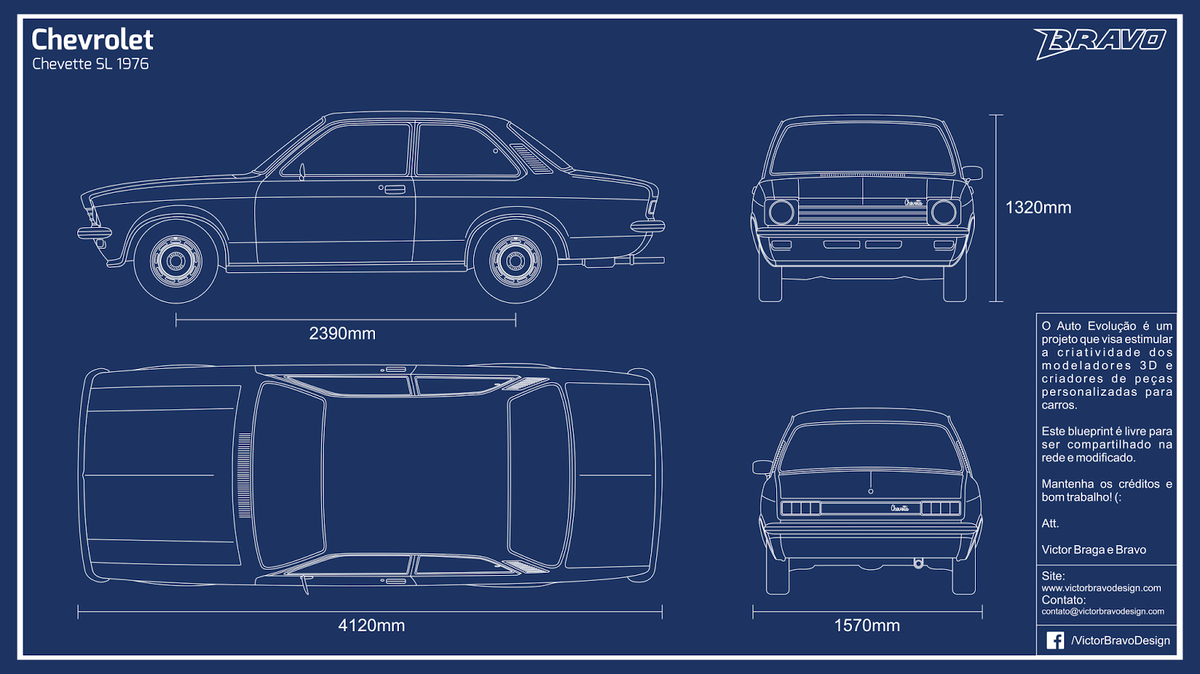 Chevrolet
Chevette SL 1976
BRAVO
Chevette
1320mm
2390mm
O Auto Evolução é um
projeto que visa estimular
a criatividade dos
modeladores 3D e
criadores de peças
personalizadas para
carros.
Este blueprint é livre para
ser compartilhado na
rede e modificado.
Mantenha os créditos e
bom trabalho! (:
Att.
Victor Braga e Bravo
Chevette
Site:
www.victorbravodesign.com
Contato:
contato@victorbravodesign.com
4120mm
1570mm
/VictorBravoDesign